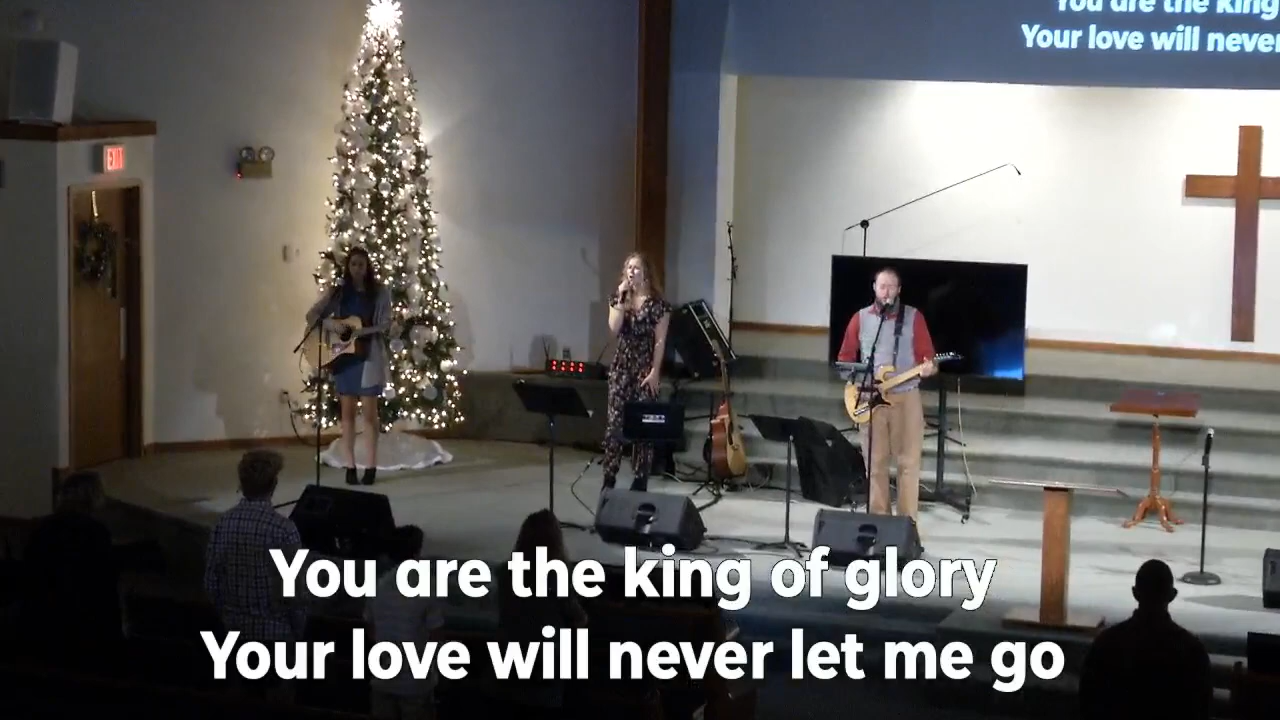 You are the king
Your love will never
EXIT
You are the king of glory
Your love will never let me go